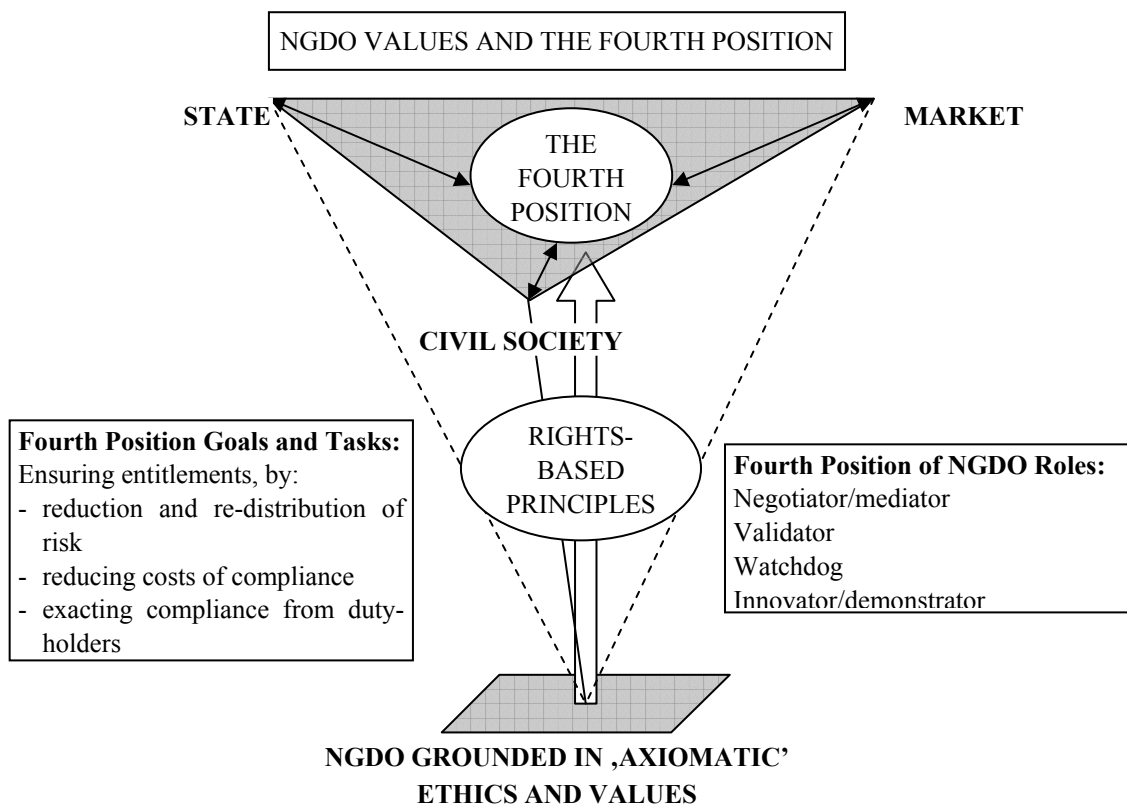 NGDO VALUES AND THE FOURTH POSITION
STATE
MARKET
THE
FOURTH
POSITION
CIVIL SOCIETY
RIGHTS-
BASED
PRINCIPLES
Fourth Position Goals and Tasks:
Ensuring entitlements, by:
- reduction and re-distribution of
risk
- reducing costs of compliance
- exacting compliance from duty-
holders
Fourth Position of NGDO Roles:
Negotiator/mediator
Validator
Watchdog
Innovator/demonstrator
NGDO GROUNDED IN ‚AXIOMATIC’
ETHICS AND VALUES